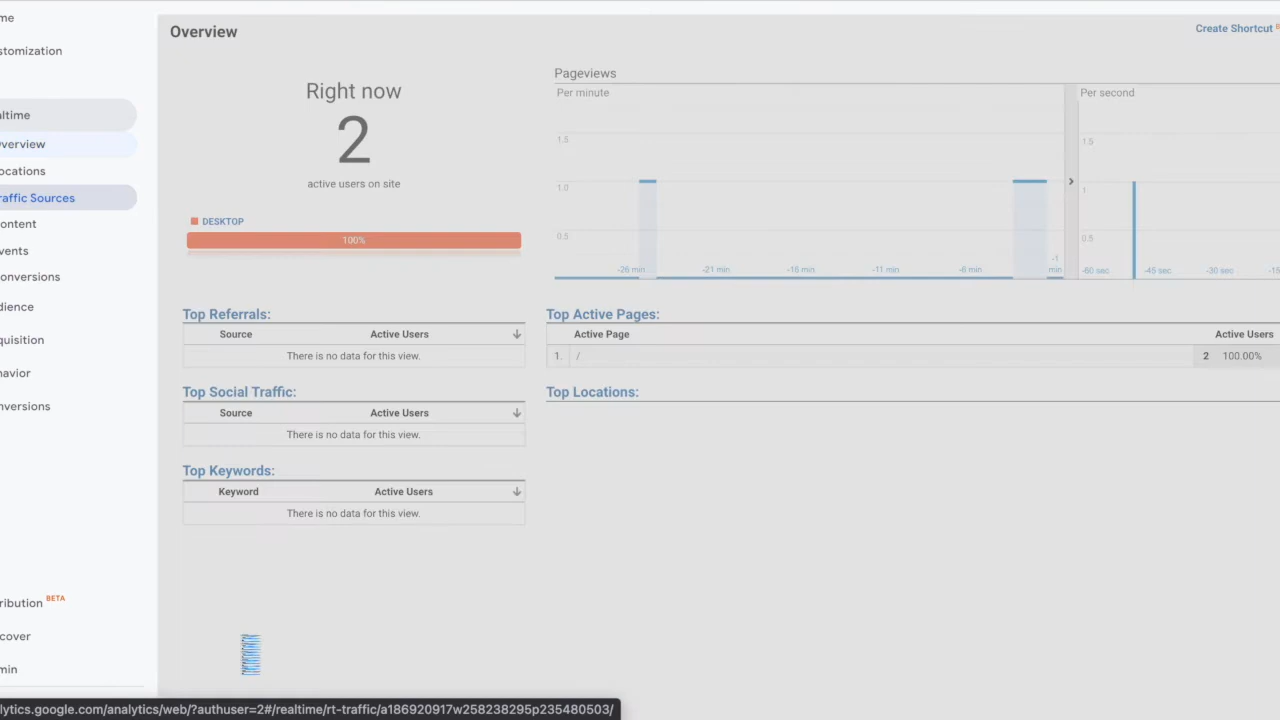 me
stomization
altime
Overview
ocations
raffic Sources
ontent
vents
onversions
dience
quisition
havior
nversions
ribution BETA
cover
min
Overview
Create Shortcut
Right now
2
active users on site
DESKTOP
100%
Pageviews
Per minute
1.5
1.0
0.5
-26 min -21 min -16 min -11 min -6 min -1 min
Per second
1.5
1
0.5
-60 sec -45 sec -30 sec -15
Top Referrals:
Source Active Users
There is no data for this view.
Top Social Traffic:
Source Active Users
There is no data for this view.
Top Keywords:
Keyword Active Users
There is no data for this view.
Top Active Pages:
Active Page Active Users
1. / 2 100.00%
Top Locations:
lytics.google.com/analytics/web/?authuser=2#/realtime/rt-traffic/a186920917w258238295p235480503/